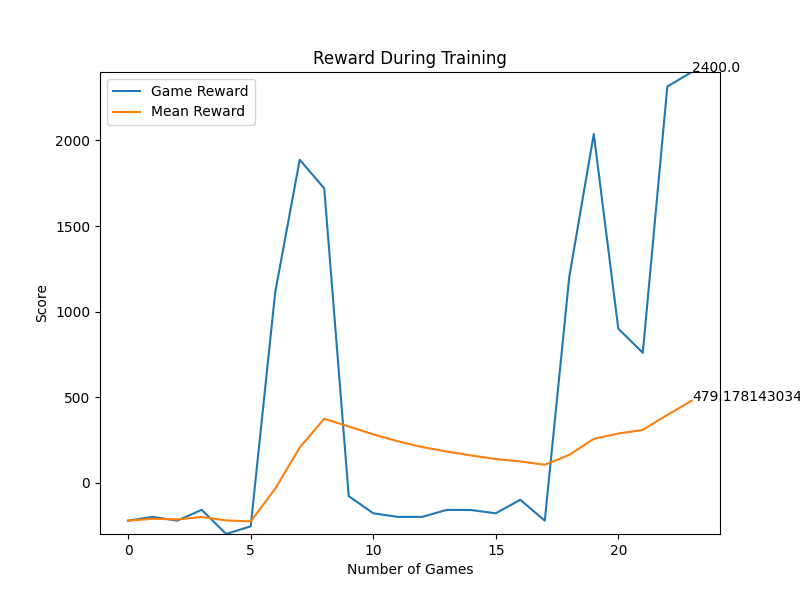 Reward During Training
2400.0
Game Reward
Mean Reward
2000
1500
1000
500
0
479.178143034
Score
0
5
10
15
20
Number of Games